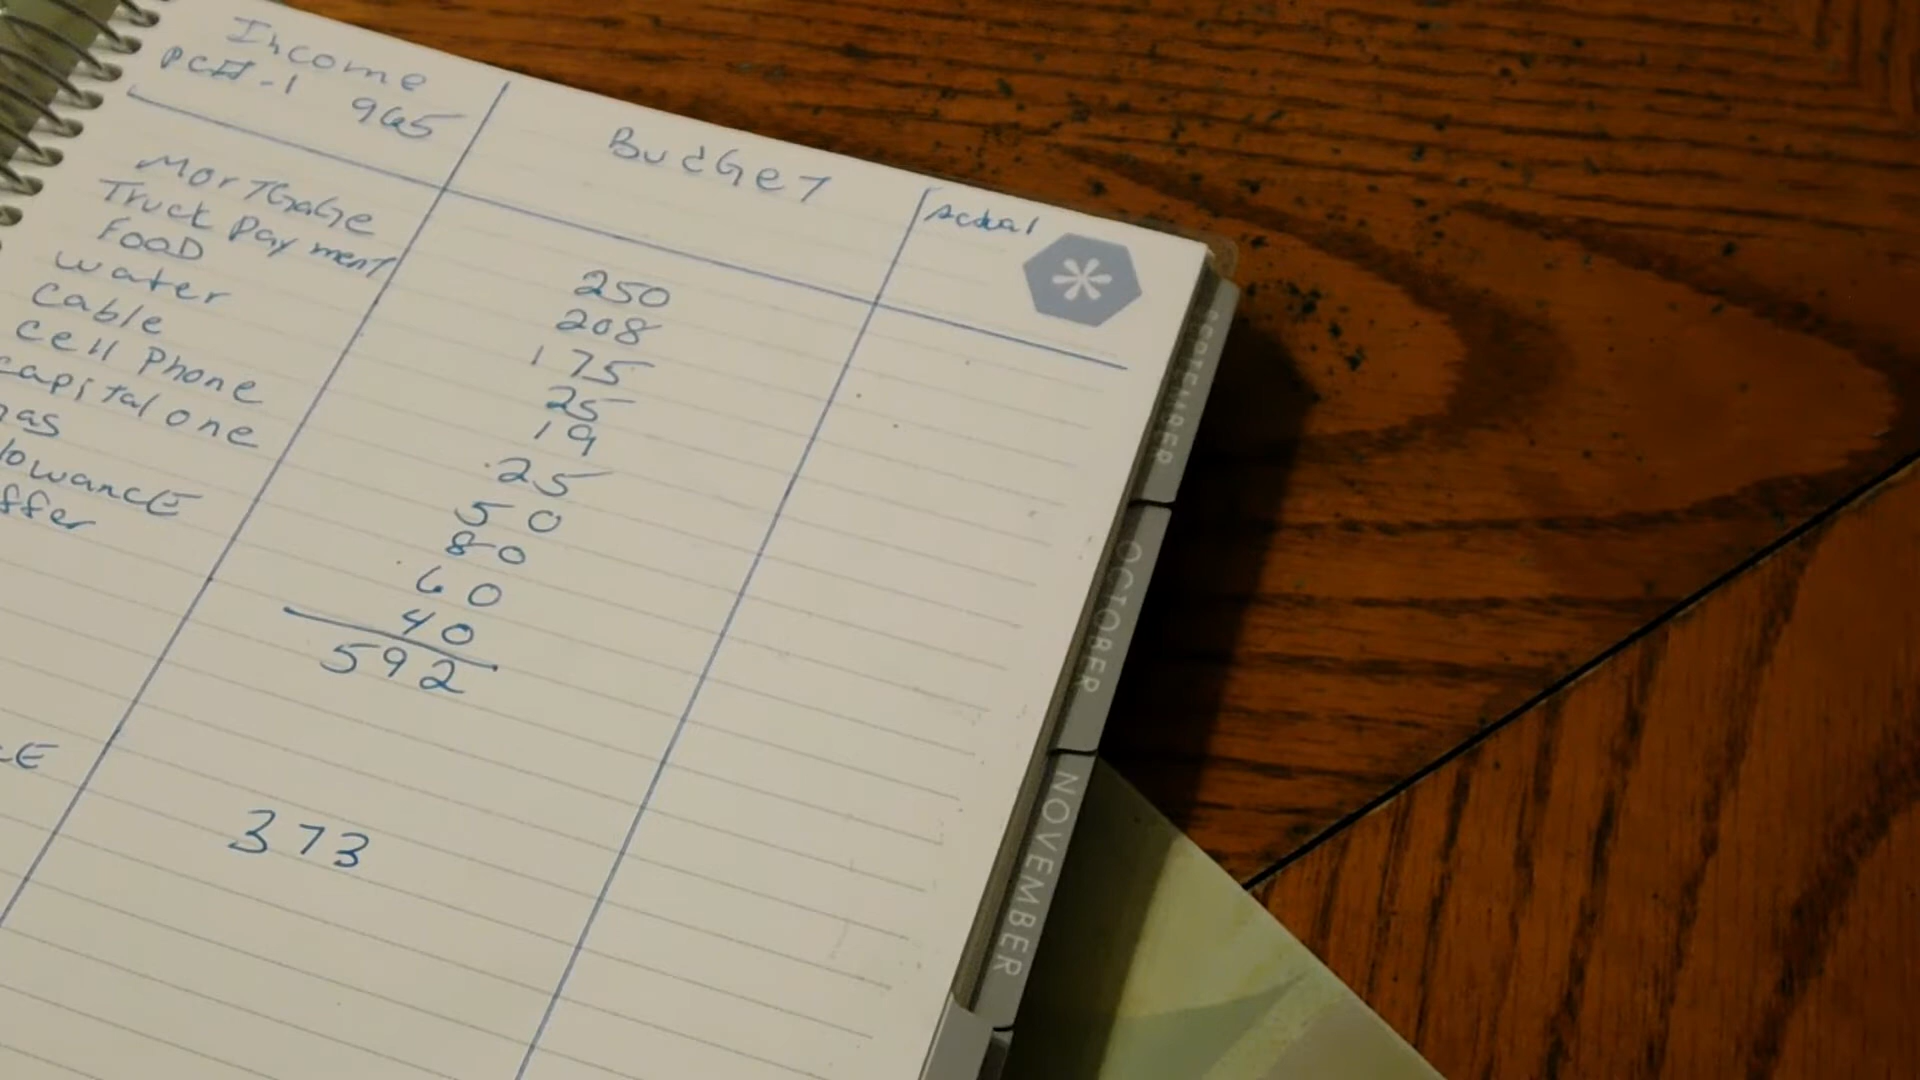 Income
PCH-1 965
Budget
Actual
Mortgage
Truck Payment
Food
Water
Cable
Cell Phone
Capital One
as
lowance
ffer
250
208
175
25
19
25
50
80
60
40
592
LE
373
SEPTEMBER
OCTOBER
NOVEMBER